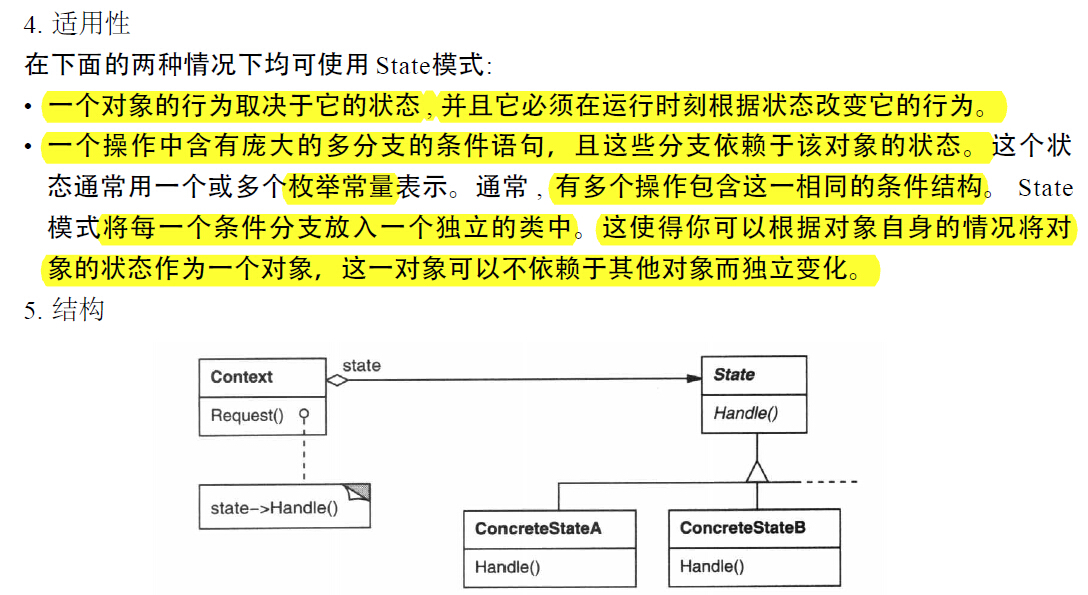 4. 适用性
在下面的两种情况下均可使用 State模式:
• 一个对象的行为取决于它的状态 , 并且它必须在运行时刻根据状态改变它的行为。
• 一个操作中含有庞大的多分支的条件语句，且这些分支依赖于该对象的状态。这个状
态通常用一个或多个枚举常量表示。通常 , 有多个操作包含这一相同的条件结构。 State
模式将每一个条件分支放入一个独立的类中。这使得你可以根据对象自身的情况将对
象的状态作为一个对象，这一对象可以不依赖于其他对象而独立变化。
5. 结构
state
Context
State
Request()
Handle()
state->Handle()
ConcreteStateA
ConcreteStateB
Handle()
Handle()